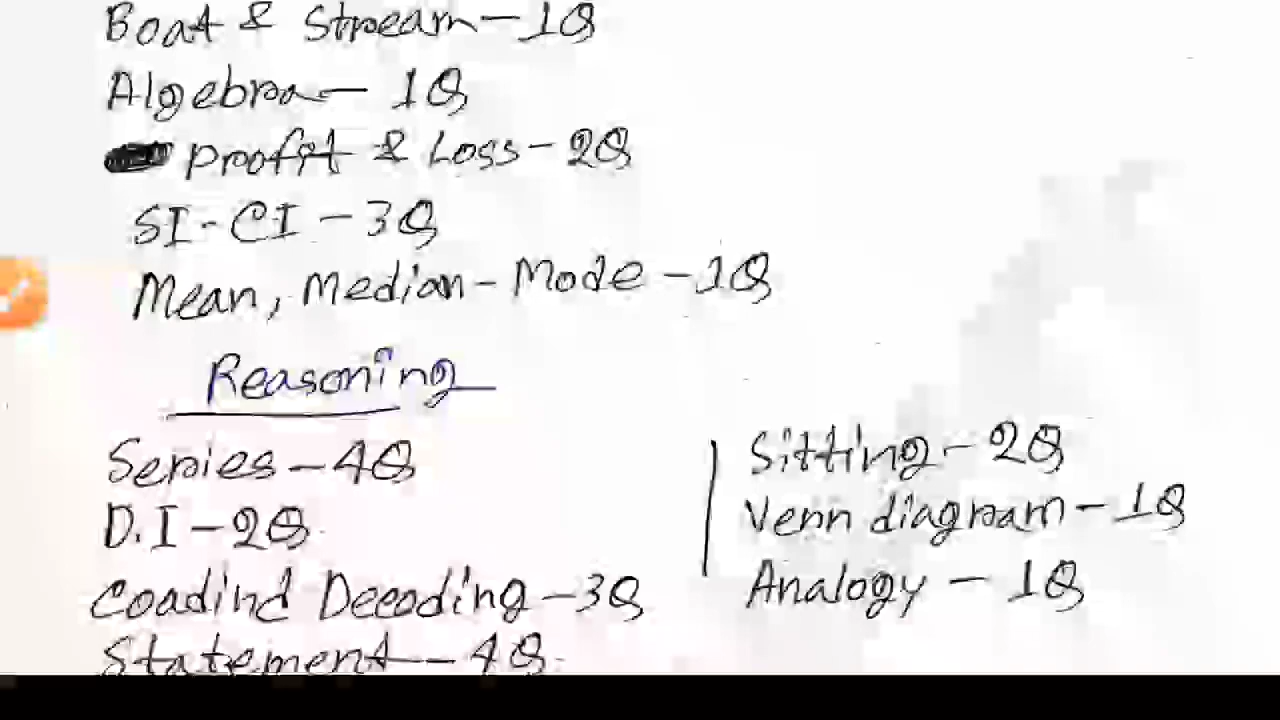 Boat & Stream - 1Q
Algebra - 1Q
Profit & Loss - 2Q
SI - CI - 3Q
Mean, Median - Mode - 1Q
Reasoning
Series - 4Q
D.I - 2Q
Coadind Decoding - 3Q
Statement - 4Q
Sitting - 2Q
Venn diagram - 1Q
Analogy - 1Q